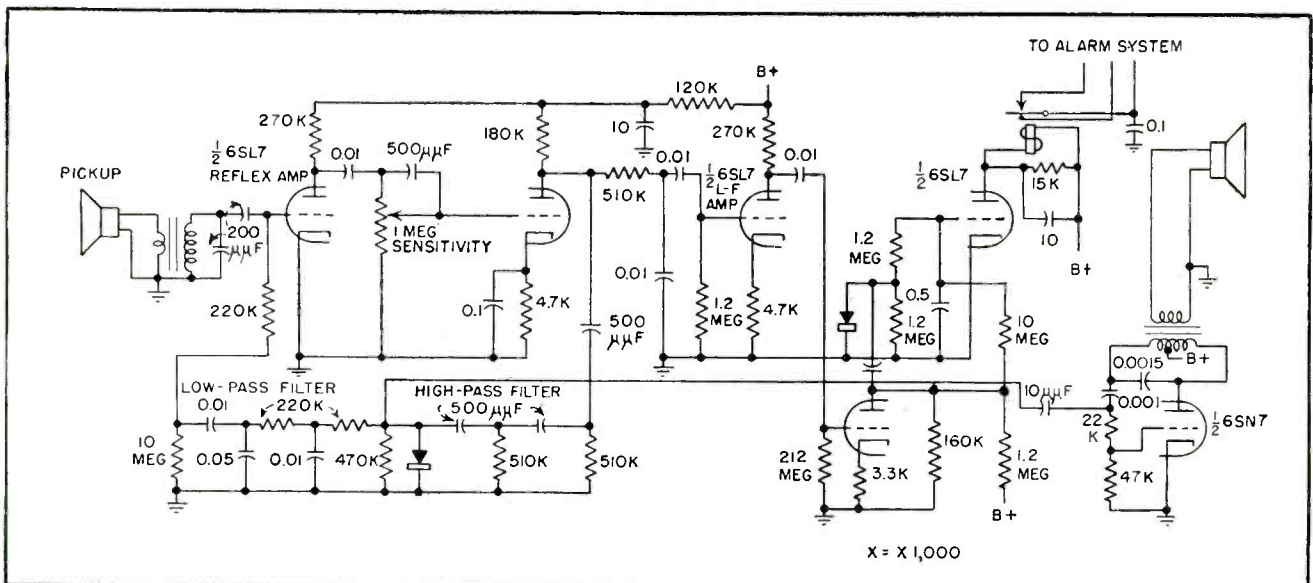 TO ALARM SYSTEM
B+
120K
270K
10
180K
270K
0.1
½ 6SL7
REFLEX AMP
0.01
500μμF
0.01
½ 6SL7
L-F
AMP
0.01
½ 6SL7
15K
PICKUP
510K
10
200
μμF
1 MEG
SENSITIVITY
1.2
MEG
B+
220K
0.1
4.7K
0.01
1.2
MEG
4.7K
0.5
1.2
MEG
10
MEG
500
μμF
B+
0.0015
LOW-PASS FILTER
HIGH-PASS FILTER
10μμF
0.001
0.01
220K
500μμF
22
K
½ 6SN7
10
MEG
0.05
0.01
470K
510K
510K
212
MEG
3.3K
160K
1.2
MEG
47K
B+
X = X 1,000